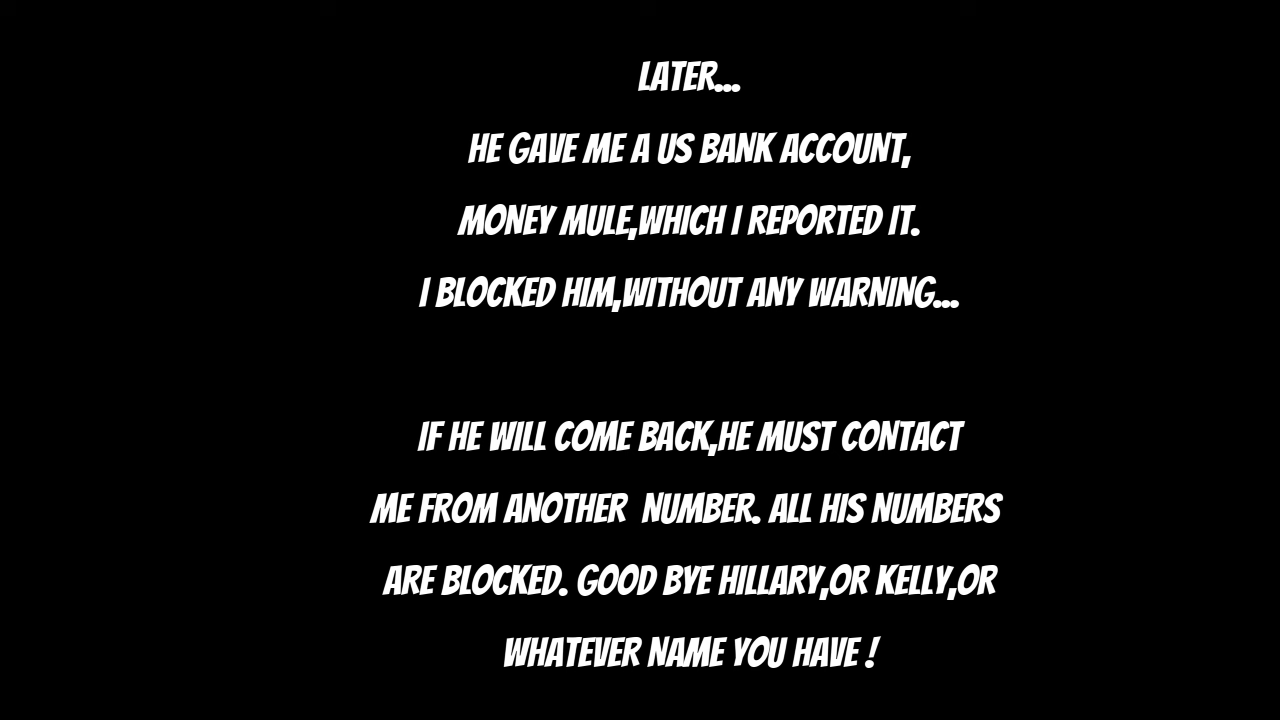 LATER...
HE GAVE ME A US BANK ACCOUNT,
MONEY MULE,WHICH I REPORTED IT.
I BLOCKED HIM,WITHOUT ANY WARNING...
IF HE WILL COME BACK,HE MUST CONTACT
ME FROM ANOTHER  NUMBER. ALL HIS NUMBERS
ARE BLOCKED. GOOD BYE HILLARY,OR KELLY,OR
WHATEVER NAME YOU HAVE !